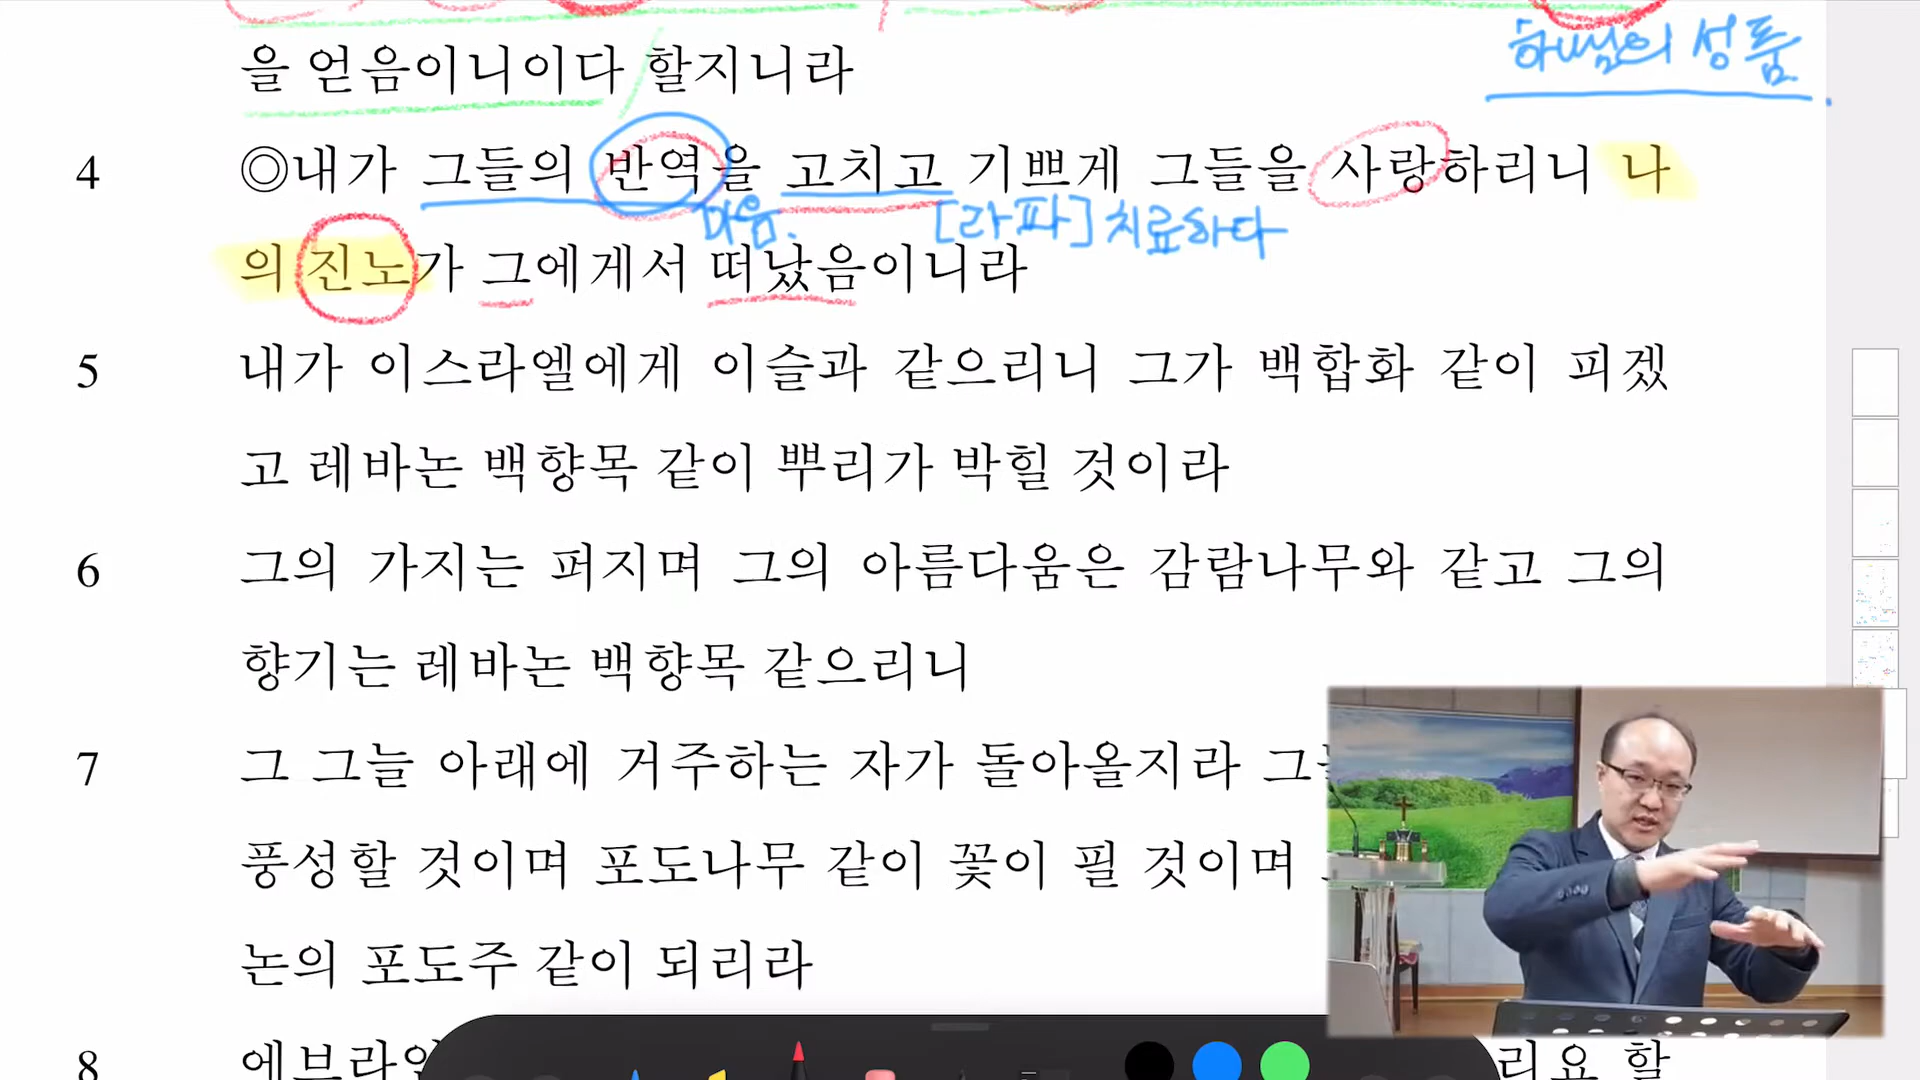 을 얻음이니이다 할지니라
하나님의 성품
4 ◎내가 그들의 반역을 고치고 기쁘게 그들을 사랑하리니 나
마음. [라파] 치료하다
의 진노가 그에게서 떠났음이니라
5 내가 이스라엘에게 이슬과 같으리니 그가 백합화 같이 피겠
고 레바논 백향목 같이 뿌리가 박힐 것이라
6 그의 가지는 퍼지며 그의 아름다움은 감람나무와 같고 그의
향기는 레바논 백향목 같으리니
7 그 그늘 아래에 거주하는 자가 돌아올지라
풍성할 것이며 포도나무 같이 꽃이 필 것이며
논의 포도주 같이 되리라
8 에브라임 리요 할